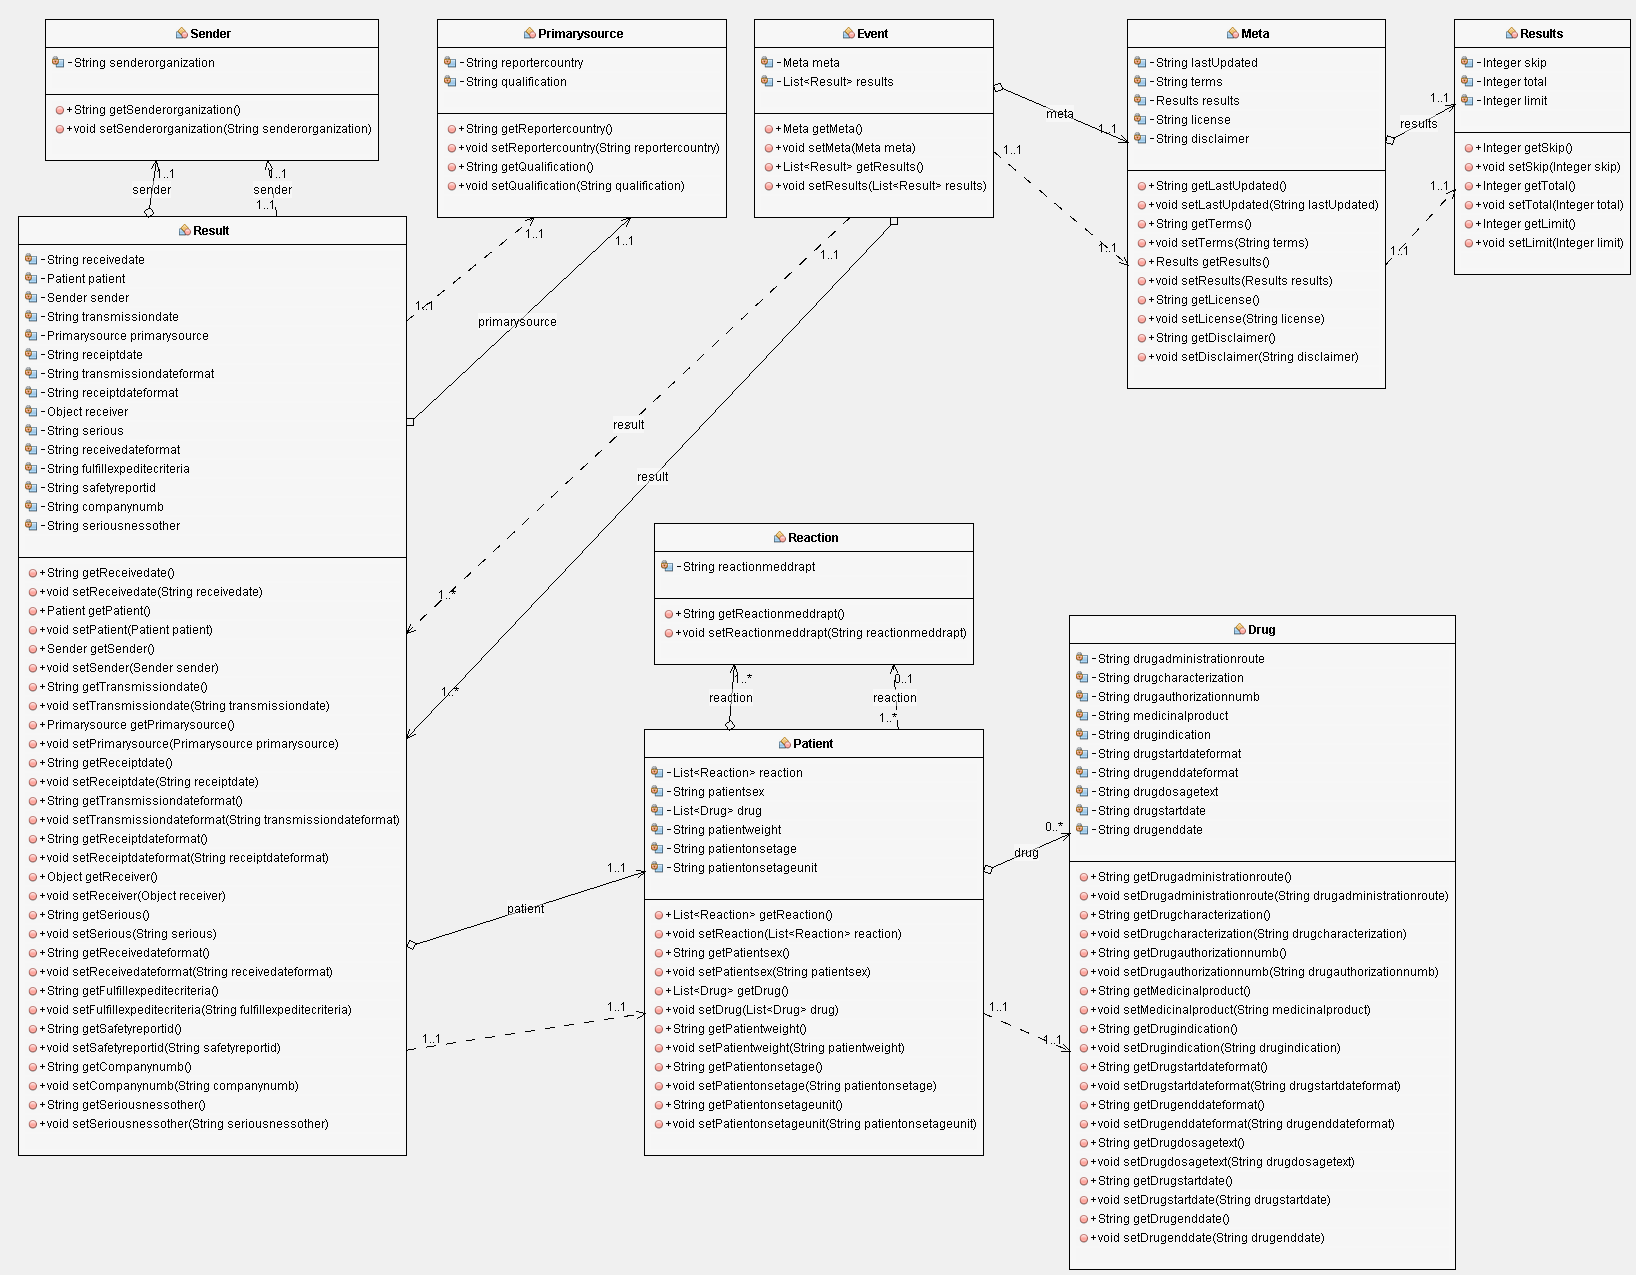 Sender
-String senderorganization
+String getSenderorganization()
+void setSenderorganization(String senderorganization)
Primarysource
-String reportercountry
-String qualification
+String getReportercountry()
+void setReportercountry(String reportercountry)
+String getQualification()
+void setQualification(String qualification)
Event
-Meta meta
-List<Result> results
+Meta getMeta()
+void setMeta(Meta meta)
+List<Result> getResults()
+void setResults(List<Result> results)
Meta
-String lastUpdated
-String terms
-Results results
-String license
-String disclaimer
+String getLastUpdated()
+void setLastUpdated(String lastUpdated)
+String getTerms()
+void setTerms(String terms)
+Results getResults()
+void setResults(Results results)
+String getLicense()
+void setLicense(String license)
+String getDisclaimer()
+void setDisclaimer(String disclaimer)
Results
-Integer skip
-Integer total
-Integer limit
+Integer getSkip()
+void setSkip(Integer skip)
+Integer getTotal()
+void setTotal(Integer total)
+Integer getLimit()
+void setLimit(Integer limit)
meta
1..1
1..1
1..1
1..1
results
1..1
1..1
1..1
sender
1..1
sender
1..1
1..1
1..1
1..1
primarysource
1..1
1..1
result
1..*
result
1..*
Result
-String receivedate
-Patient patient
-Sender sender
-String transmissiondate
-Primarysource primarysource
-String receiptdate
-String transmissiondateformat
-String receiptdateformat
-Object receiver
-String serious
-String receivedateformat
-String fulfillexpeditecriteria
-String safetyreportid
-String companynumb
-String seriousnessother
+String getReceivedate()
+void setReceivedate(String receivedate)
+Patient getPatient()
+void setPatient(Patient patient)
+Sender getSender()
+void setSender(Sender sender)
+String getTransmissiondate()
+void setTransmissiondate(String transmissiondate)
+Primarysource getPrimarysource()
+void setPrimarysource(Primarysource primarysource)
+String getReceiptdate()
+void setReceiptdate(String receiptdate)
+String getTransmissiondateformat()
+void setTransmissiondateformat(String transmissiondateformat)
+String getReceiptdateformat()
+void setReceiptdateformat(String receiptdateformat)
+Object getReceiver()
+void setReceiver(Object receiver)
+String getSerious()
+void setSerious(String serious)
+String getReceivedateformat()
+void setReceivedateformat(String receivedateformat)
+String getFulfillexpeditecriteria()
+void setFulfillexpeditecriteria(String fulfillexpeditecriteria)
+String getSafetyreportid()
+void setSafetyreportid(String safetyreportid)
+String getCompanynumb()
+void setCompanynumb(String companynumb)
+String getSeriousnessother()
+void setSeriousnessother(String seriousnessother)
Reaction
-String reactionmeddrapt
+String getReactionmeddrapt()
+void setReactionmeddrapt(String reactionmeddrapt)
1..*
reaction
0..1
reaction
1..*
Patient
-List<Reaction> reaction
-String patientsex
-List<Drug> drug
-String patientweight
-String patientonsetage
-String patientonsetageunit
+List<Reaction> getReaction()
+void setReaction(List<Reaction> reaction)
+String getPatientsex()
+void setPatientsex(String patientsex)
+List<Drug> getDrug()
+void setDrug(List<Drug> drug)
+String getPatientweight()
+void setPatientweight(String patientweight)
+String getPatientonsetage()
+void setPatientonsetage(String patientonsetage)
+String getPatientonsetageunit()
+void setPatientonsetageunit(String patientonsetageunit)
1..1
patient
1..1
1..1
0..*
drug
1..1
1..1
Drug
-String drugadministrationroute
-String drugcharacterization
-String drugauthorizationnumb
-String medicinalproduct
-String drugindication
-String drugstartdateformat
-String drugenddateformat
-String drugdosagetext
-String drugstartdate
-String drugenddate
+String getDrugadministrationroute()
+void setDrugadministrationroute(String drugadministrationroute)
+String getDrugcharacterization()
+void setDrugcharacterization(String drugcharacterization)
+String getDrugauthorizationnumb()
+void setDrugauthorizationnumb(String drugauthorizationnumb)
+String getMedicinalproduct()
+void setMedicinalproduct(String medicinalproduct)
+String getDrugindication()
+void setDrugindication(String drugindication)
+String getDrugstartdateformat()
+void setDrugstartdateformat(String drugstartdateformat)
+String getDrugenddateformat()
+void setDrugenddateformat(String drugenddateformat)
+String getDrugdosagetext()
+void setDrugdosagetext(String drugdosagetext)
+String getDrugstartdate()
+void setDrugstartdate(String drugstartdate)
+String getDrugenddate()
+void setDrugenddate(String drugenddate)